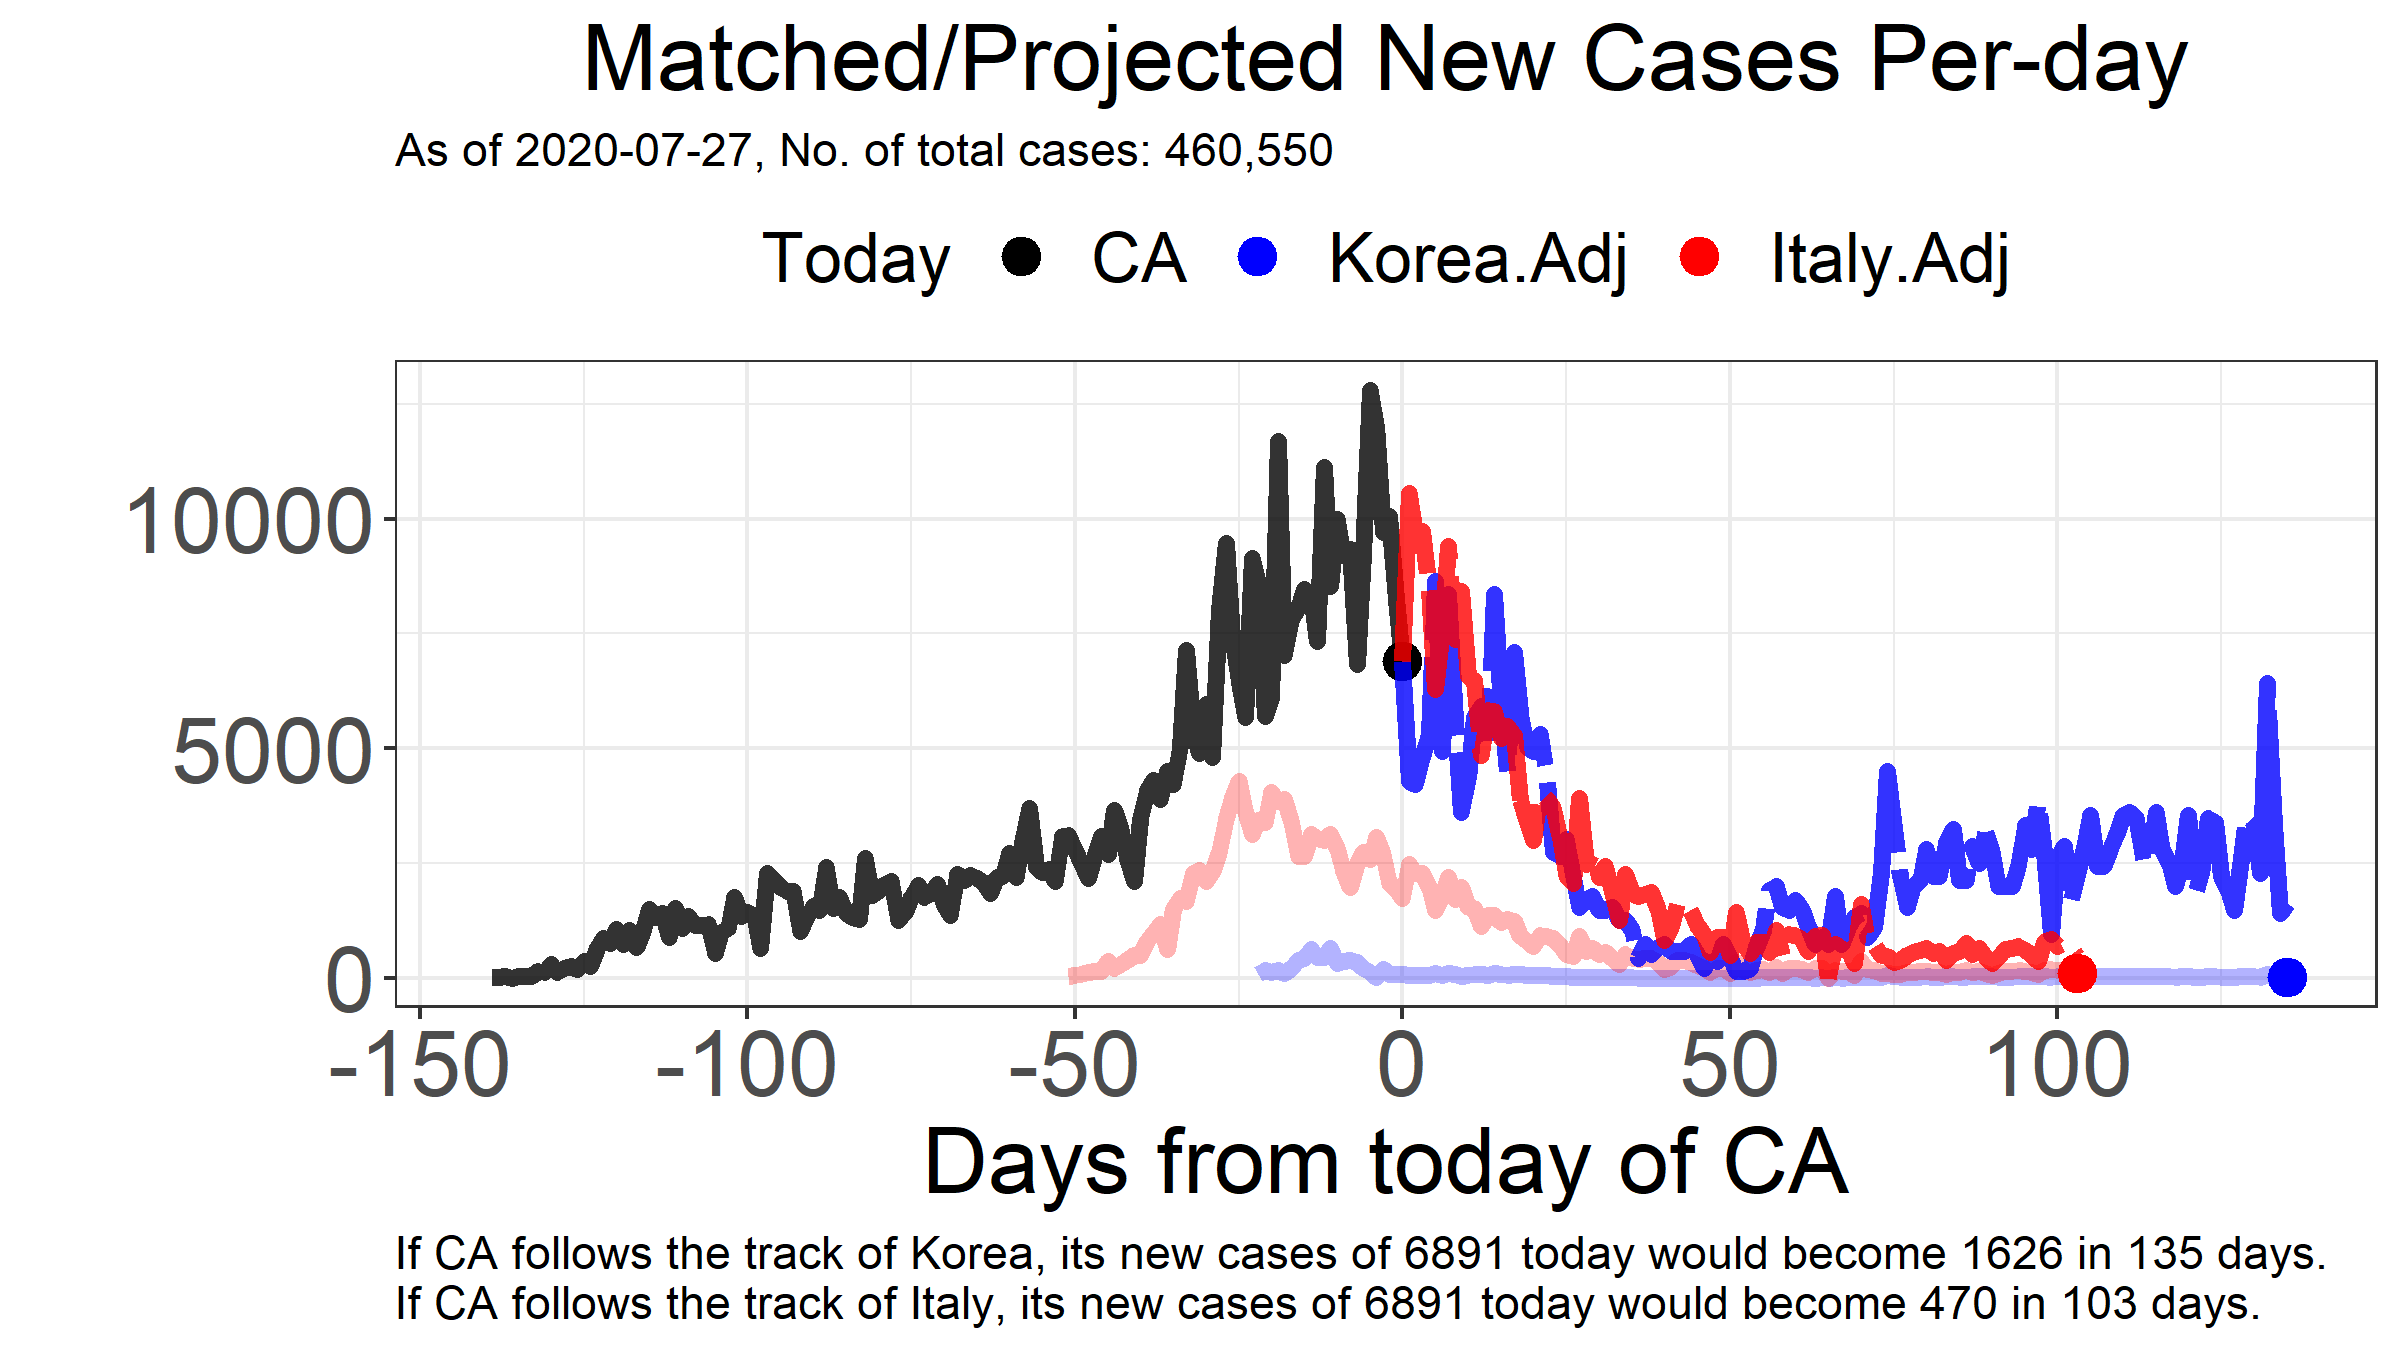 Matched/Projected New Cases Per-day
As of 2020-07-27, No. of total cases: 460,550
Today CA Korea.Adj Italy.Adj
10000
5000
0
-150 -100 -50 0 50 100
Days from today of CA
If CA follows the track of Korea, its new cases of 6891 today would become 1626 in 135 days.
If CA follows the track of Italy, its new cases of 6891 today would become 470 in 103 days.